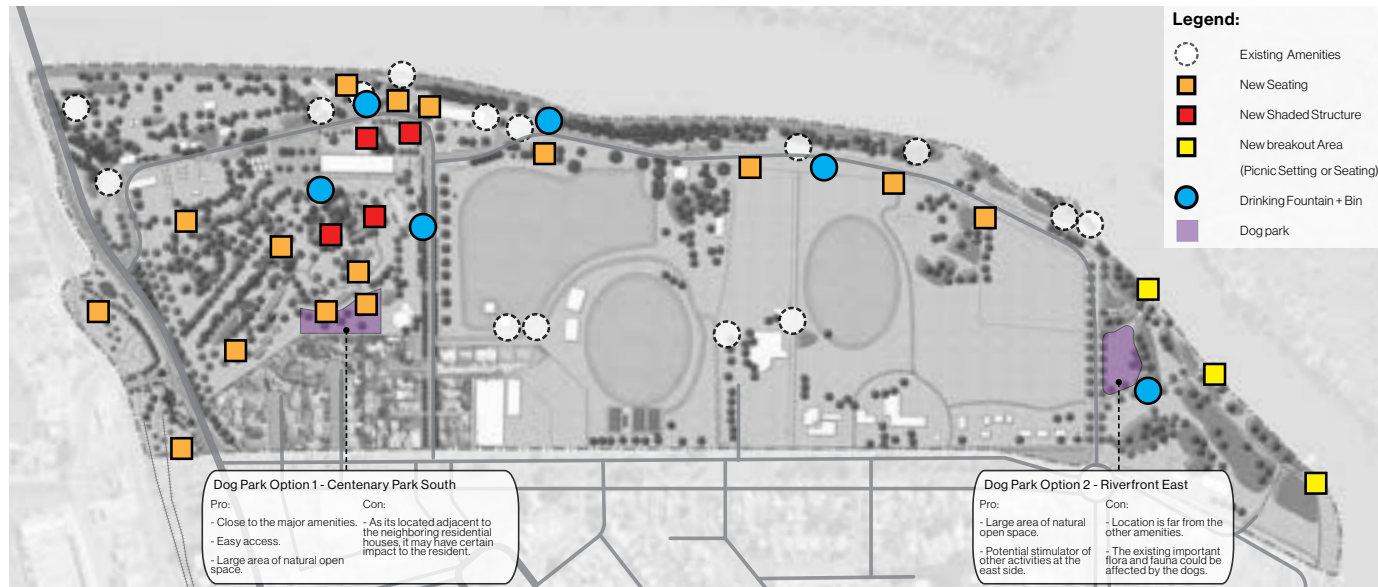 Legend:
Existing Amenities
New Seating
New Shaded Structure
New breakout Area
(Picnic Setting or Seating)
Drinking Fountain + Bin
Dog park
Dog Park Option 1 - Centenary Park South
Pro:
- Close to the major amenities.
- Easy access.
- Large area of natural open
space.
Con:
- As its located adjacent to
the neighboring residential
houses, it may have certain
impact to the resident.
Dog Park Option 2 - Riverfront East
Pro:
- Large area of natural
open space.
- Potential stimulator of
other activities at the
east side.
Con:
- Location is far from the
other amenities.
- The existing important
flora and fauna could be
affected by the dogs.